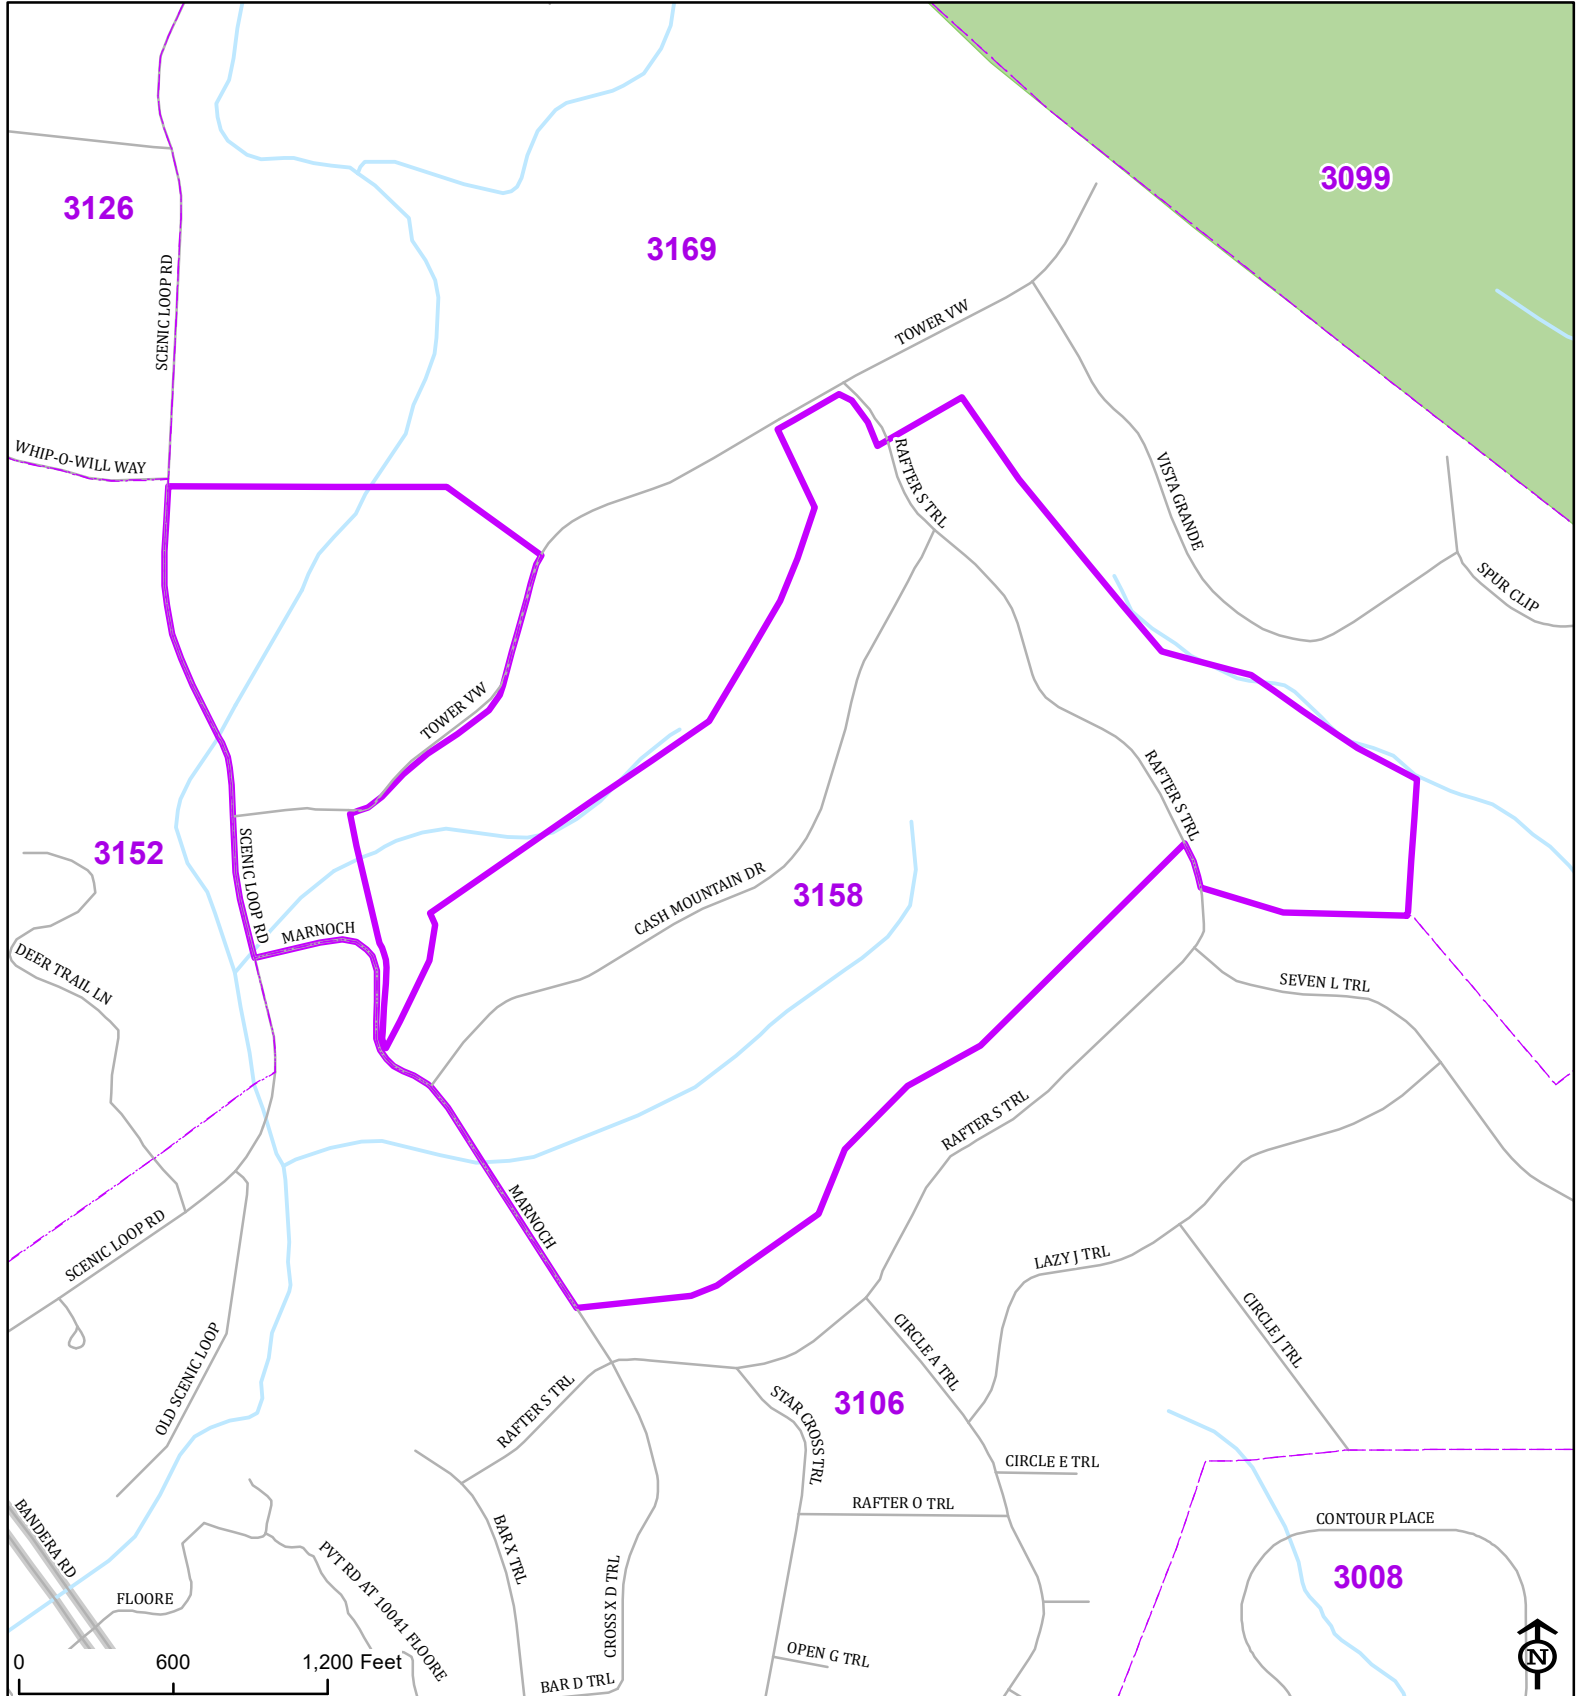 3099
3126
3169
SCENIC LOOP RD
TOWER VW
WHIP-O-WILL WAY
RAFTER S TRL
VISTA GRANDE
SPUR CLIP
TOWER VW
RAFTER S TRL
SCENIC LOOP RD
3152
CASH MOUNTAIN DR
3158
MARNOCH
DEER TRAIL LN
SEVEN L TRL
RAFTER S TRL
MARNOCH
SCENIC LOOP RD
LAZY J TRL
CIRCLE J TRL
CIRCLE A TRL
OLD SCENIC LOOP
RAFTER S TRL
STAR CROSS TRL
3106
CIRCLE E TRL
RAFTER O TRL
BANDERA RD
BAR X TRL
CONTOUR PLACE
PVT RD AT 10041 FLOORE
CROSS X D TRL
3008
FLOORE
OPEN G TRL
BAR D TRL
0 600 1,200 Feet
N